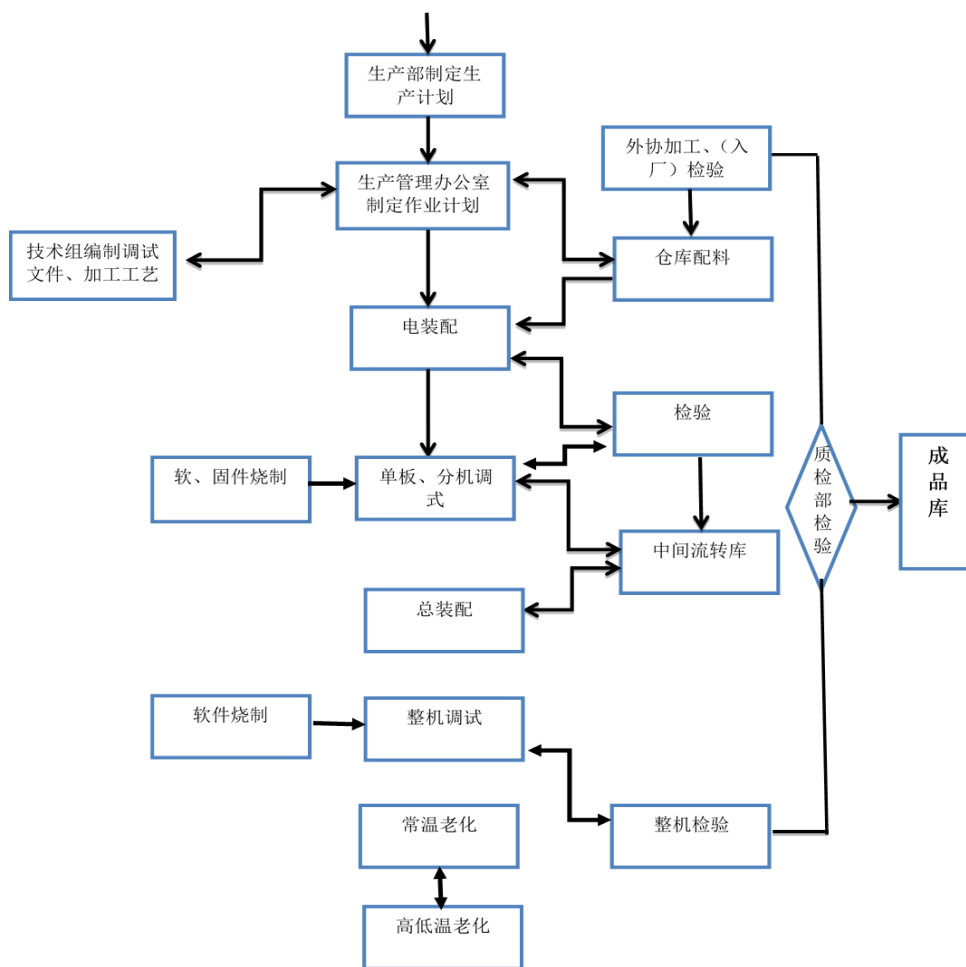 生产部制定生
产计划
外协加工、（入
厂）检验
生产管理办公室
制定作业计划
技术组编制调试
文件、加工工艺
仓库配料
电装配
检验
质
检
部
检
验
成
品
库
软、固件烧制
单板、分机调
式
中间流转库
总装配
软件烧制
整机调试
常温老化
整机检验
高低温老化